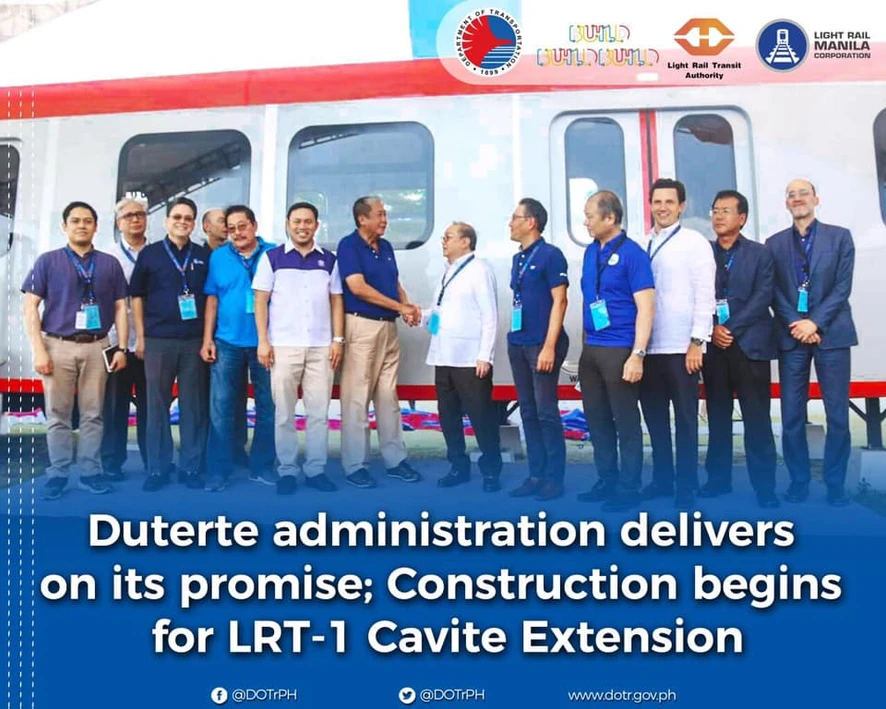 DEPARTMENT OF TRANSPORTATION
1899
BUILD
BUILD BUILD
Light Rail Transit
Authority
LIGHT RAIL
MANILA
CORPORATION
Duterte administration delivers
on its promise; Construction begins
for LRT-1 Cavite Extension
@DOTrPH
@DOTrPH
www.dotr.gov.ph